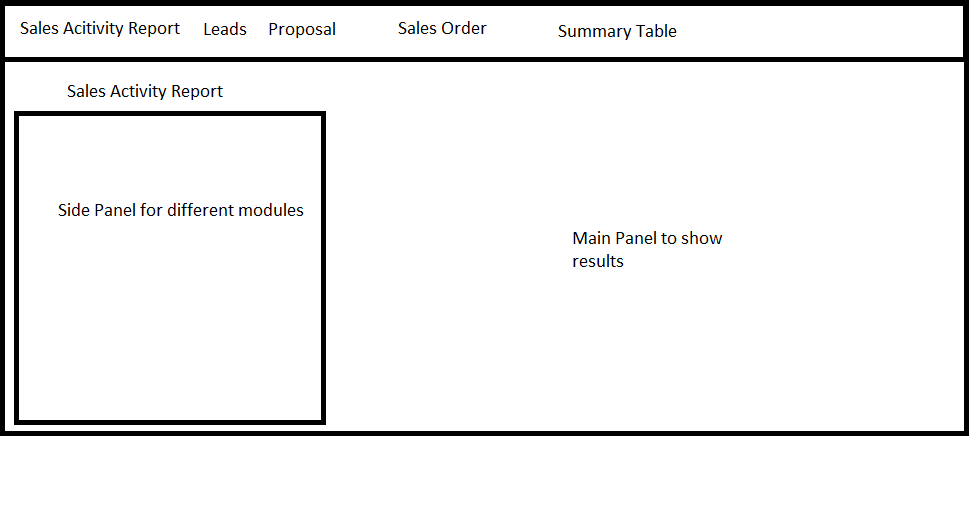 Sales Acitivity Report Leads Proposal Sales Order Summary Table
Sales Activity Report
Side Panel for different modules
Main Panel to show
results